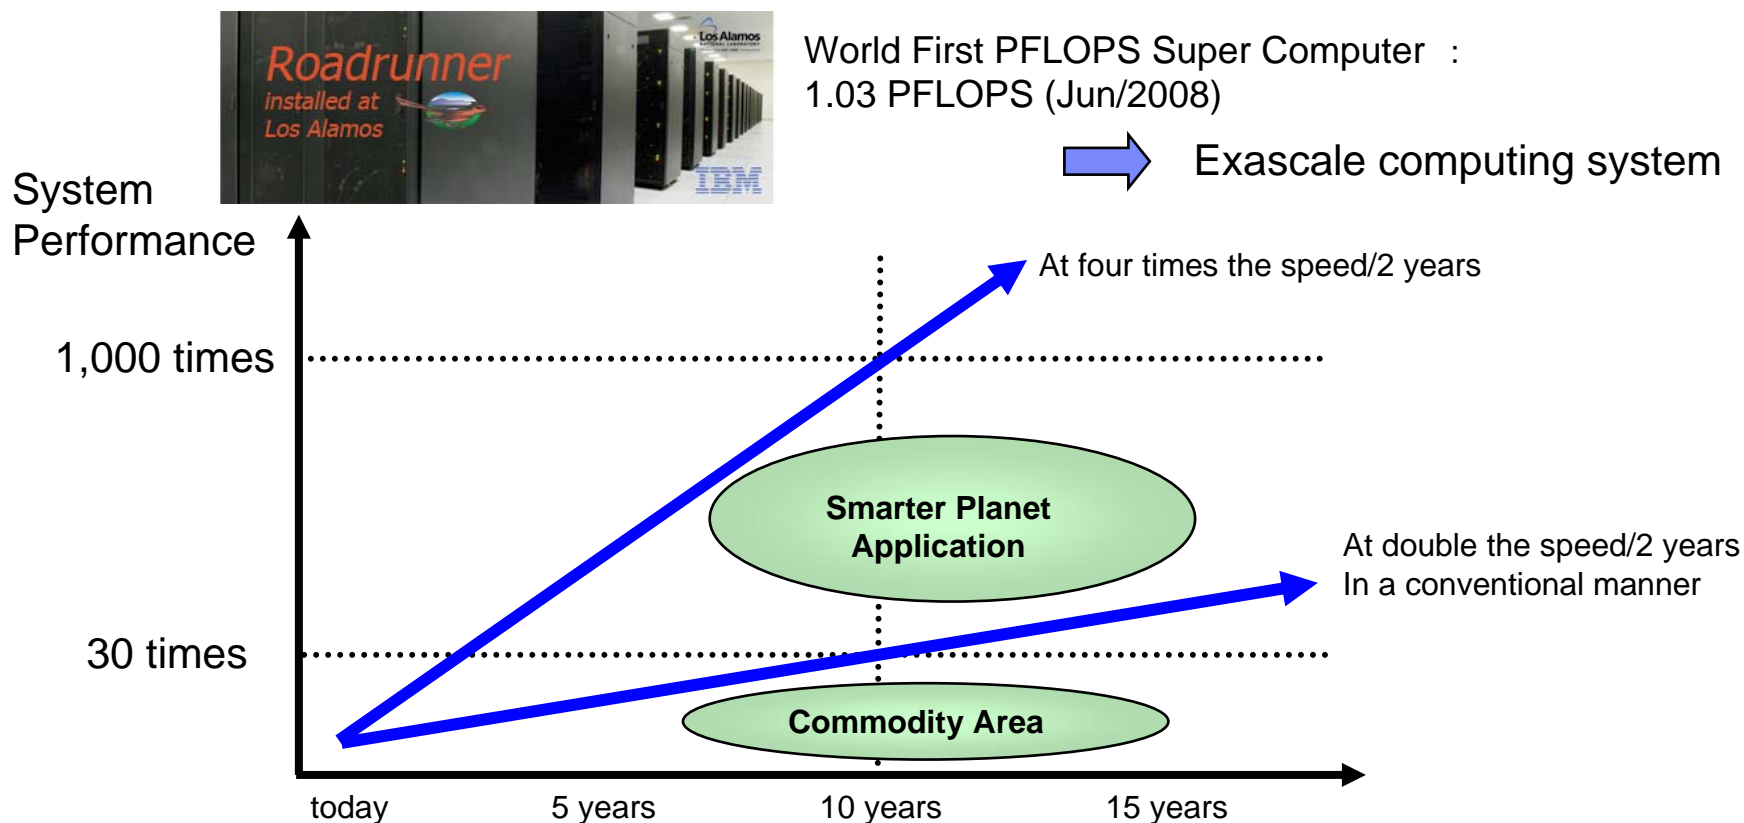 Roadrunner
installed at
Los Alamos
Los Alamos
NATIONAL LABORATORY
IBM
World First PFLOPS Super Computer :
1.03 PFLOPS (Jun/2008)
Exascale computing system
System
Performance
At four times the speed/2 years
1,000 times
Smarter Planet
Application
At double the speed/2 years
In a conventional manner
30 times
Commodity Area
today 5 years 10 years 15 years